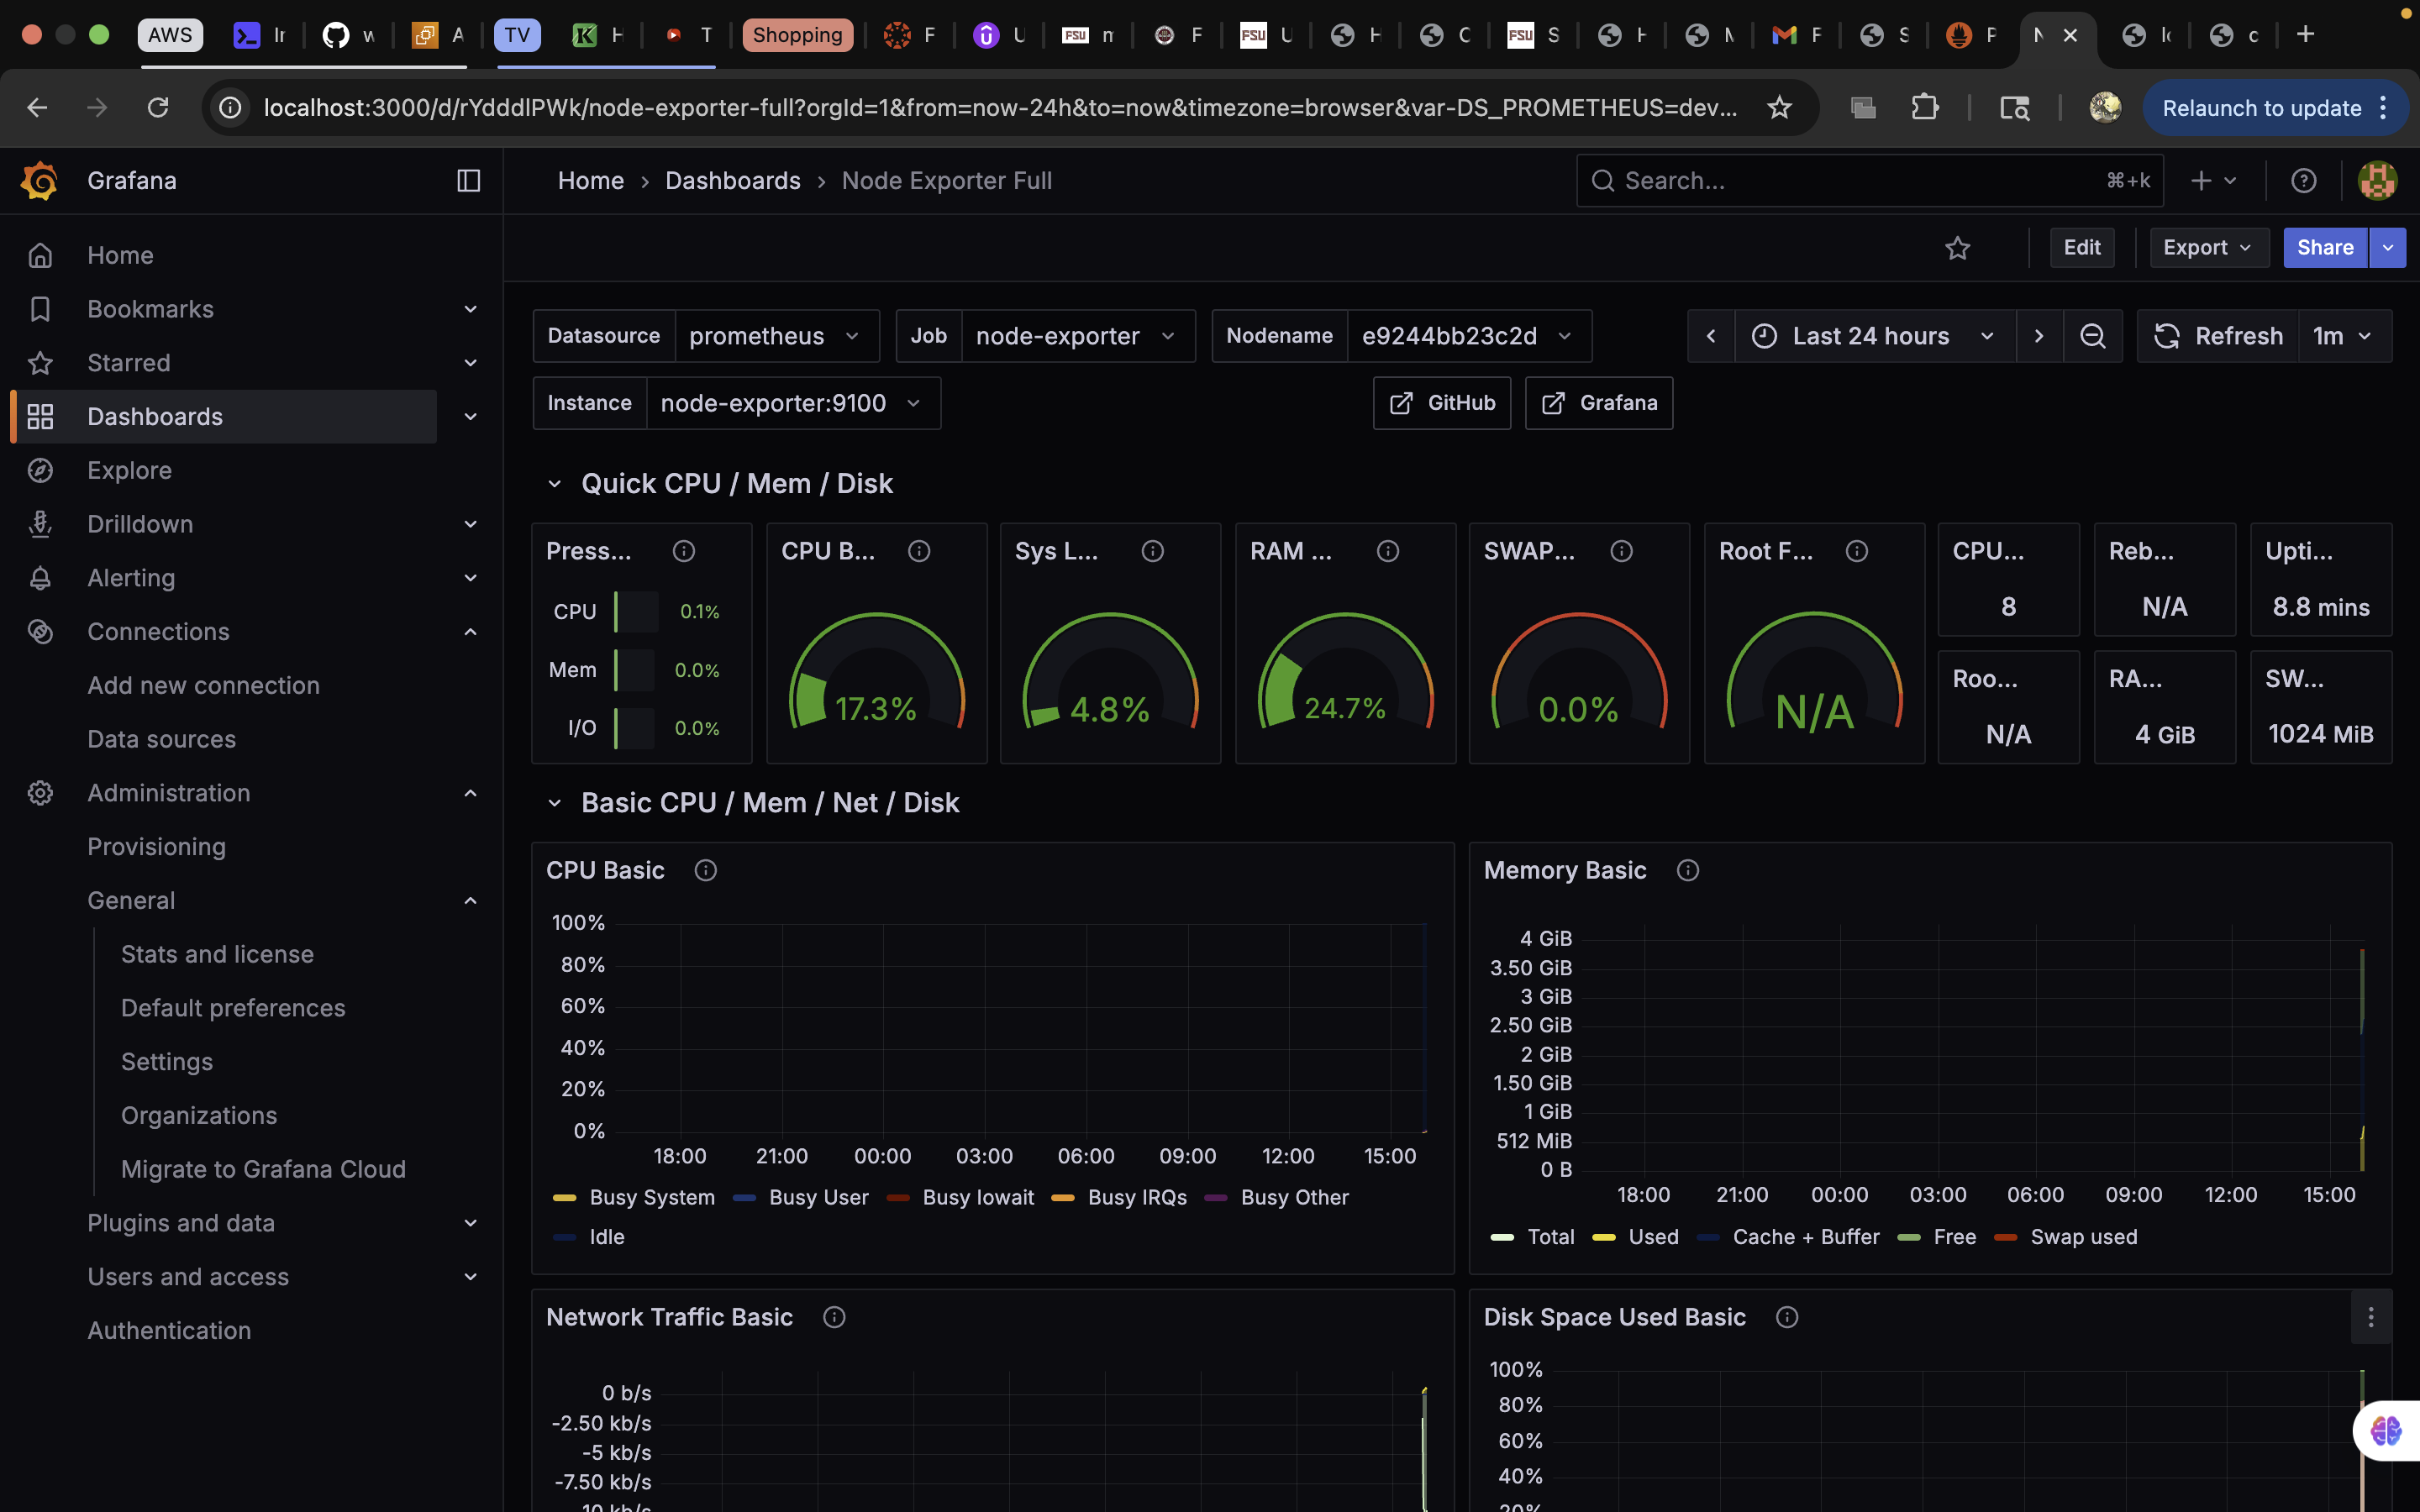 AWS
TV
Shopping
localhost:3000/d/rYdddlPWk/node-exporter-full?orgId=1&from=now-24h&to=now&timezone=browser&var-DS_PROMETHEUS=dev...
Relaunch to update
Grafana
Home › Dashboards › Node Exporter Full
Search...
⌘+k
Home
Bookmarks
Starred
Dashboards
Explore
Drilldown
Alerting
Connections
Add new connection
Data sources
Administration
Provisioning
General
Stats and license
Default preferences
Settings
Organizations
Migrate to Grafana Cloud
Plugins and data
Users and access
Authentication
Edit
Export
Share
Datasource prometheus
Job node-exporter
Nodename e9244bb23c2d
Last 24 hours
Refresh 1m
Instance node-exporter:9100
GitHub
Grafana
Quick CPU / Mem / Disk
Press...
CPU 0.1%
Mem 0.0%
I/O 0.0%
CPU B...
17.3%
Sys L...
4.8%
RAM ...
24.7%
SWAP...
0.0%
Root F...
N/A
CPU...
8
Reb...
N/A
Upti...
8.8 mins
Roo...
N/A
RA...
4 GiB
SW...
1024 MiB
Basic CPU / Mem / Net / Disk
CPU Basic
100%
80%
60%
40%
20%
0%
18:00 21:00 00:00 03:00 06:00 09:00 12:00 15:00
Busy System Busy User Busy Iowait Busy IRQs Busy Other
Idle
Memory Basic
4 GiB
3.50 GiB
3 GiB
2.50 GiB
2 GiB
1.50 GiB
1 GiB
512 MiB
0 B
18:00 21:00 00:00 03:00 06:00 09:00 12:00 15:00
Total Used Cache + Buffer Free Swap used
Network Traffic Basic
0 b/s
-2.50 kb/s
-5 kb/s
-7.50 kb/s
-10 kb/s
Disk Space Used Basic
100%
80%
60%
40%
20%